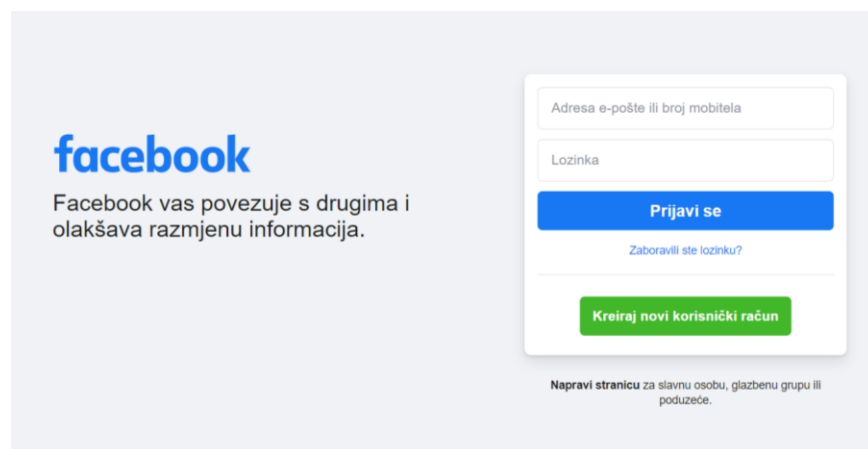 facebook
Facebook vas povezuje s drugima i
olakšava razmjenu informacija.
Adresa e-pošte ili broj mobitela
Lozinka
Prijavi se
Zaboravili ste lozinku?
Kreiraj novi korisnički račun
Napravi stranicu za slavnu osobu, glazbenu grupu ili
poduzeće.